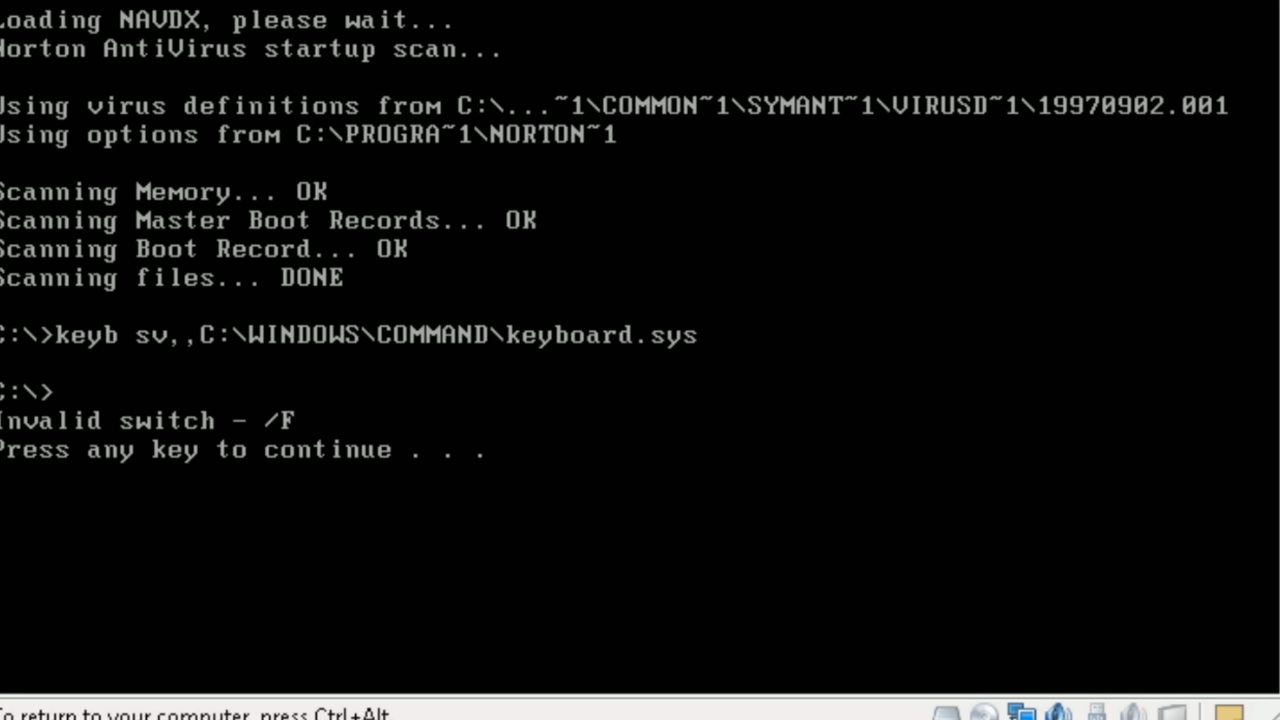 Loading NAVDX, please wait...
Norton AntiVirus startup scan...
Using virus definitions from C:\...~1\COMMON~1\SYMANT~1\VIRUSD~1\19970902.001
Using options from C:\PROGRA~1\NORTON~1
Scanning Memory... OK
Scanning Master Boot Records... OK
Scanning Boot Record... OK
Scanning files... DONE
C:\>keyb sv,,C:\WINDOWS\COMMAND\keyboard.sys
C:\>
Invalid switch - /F
Press any key to continue . . .
To return to your computer, press Ctrl+Alt.